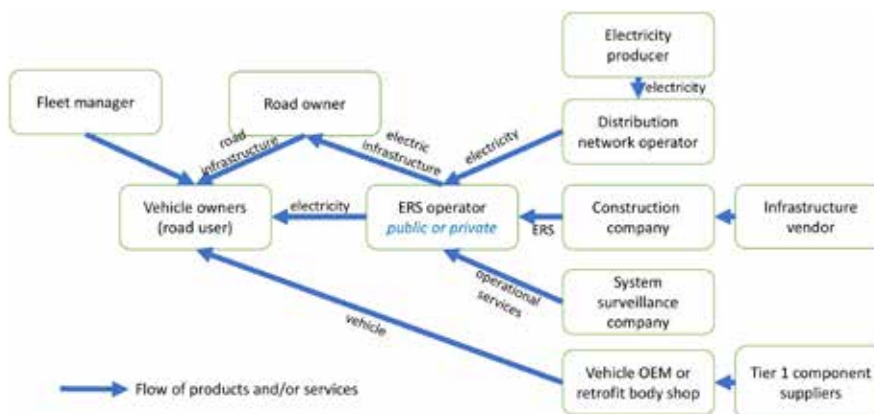 Electricity
producer
electricity
Fleet manager
Road owner
Distribution
network operator
road
infrastructure
electric
infrastructure
electricity
Vehicle owners
(road user)
electricity
ERS operator
public or private
ERS
Construction
company
Infrastructure
vendor
operational
services
System
surveillance
company
vehicle
Vehicle OEM or
retrofit body shop
Tier 1 component
suppliers
Flow of products and/or services